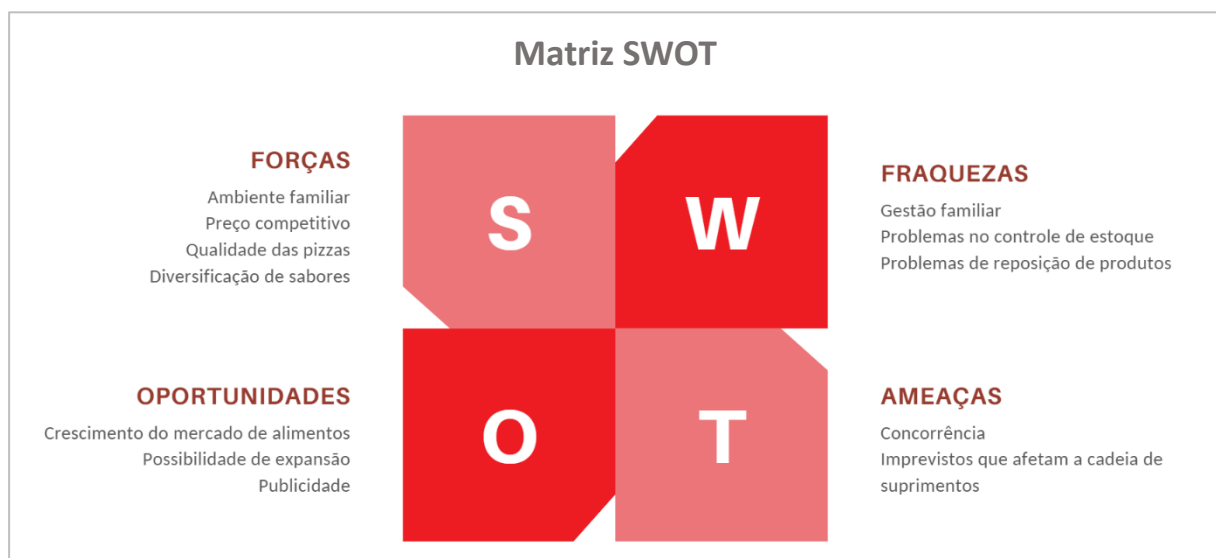 Matriz SWOT
FORÇAS
Ambiente familiar
Preço competitivo
Qualidade das pizzas
Diversificação de sabores
S
W
FRAQUEZAS
Gestão familiar
Problemas no controle de estoque
Problemas de reposição de produtos
OPORTUNIDADES
Crescimento do mercado de alimentos
Possibilidade de expansão
Publicidade
O
T
AMEAÇAS
Concorrência
Imprevistos que afetam a cadeia de
suprimentos